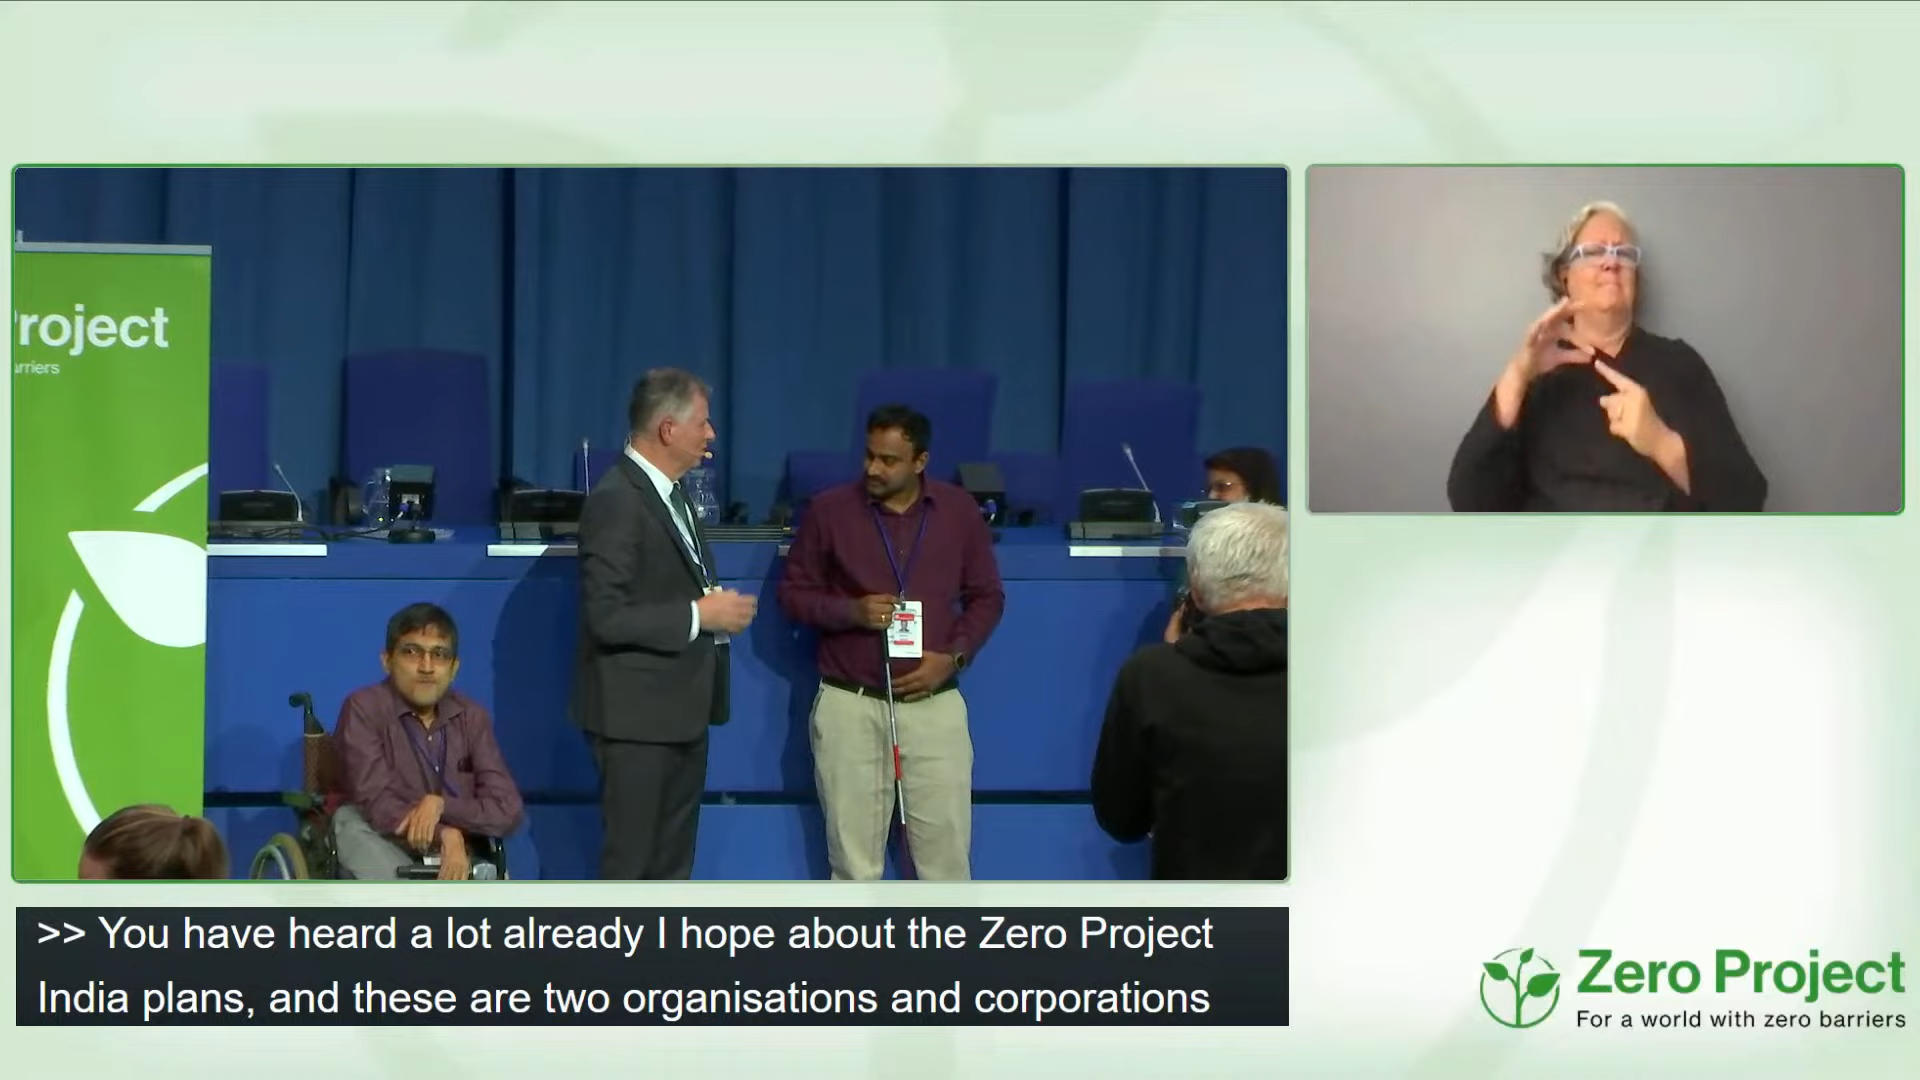 roject
rriers
>> You have heard a lot already I hope about the Zero Project
India plans, and these are two organisations and corporations
Zero Project
For a world with zero barriers